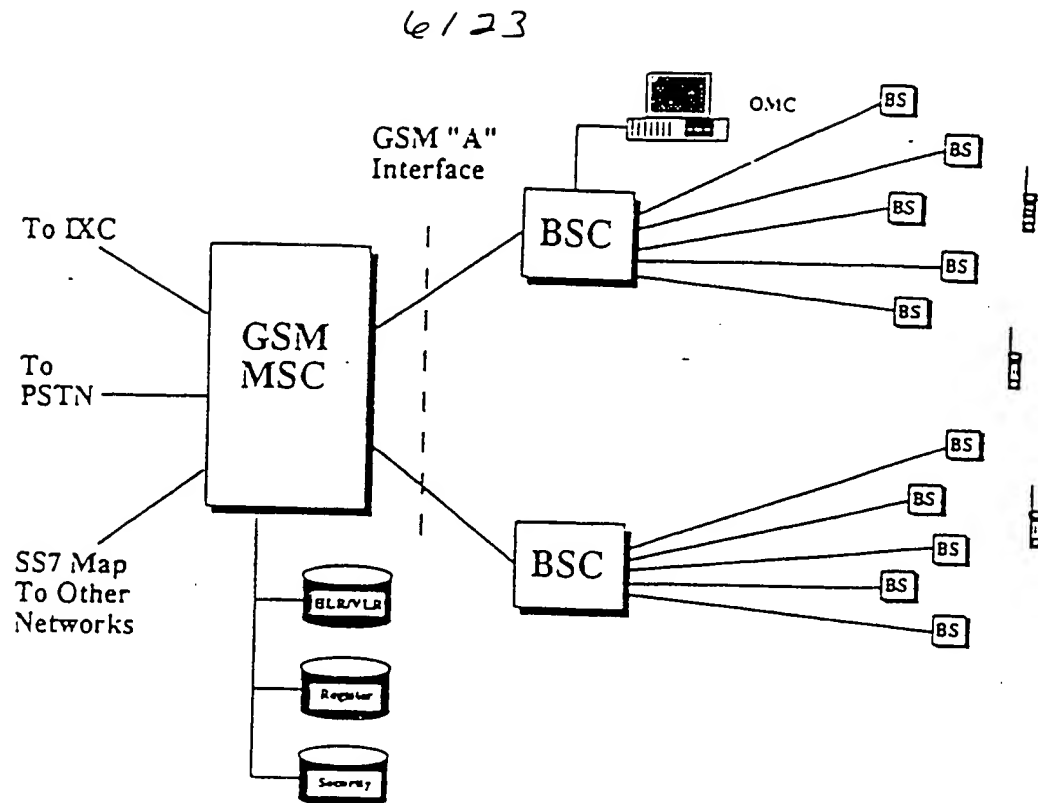 6/23
OMC
BS
GSM "A"
Interface
BS
BS
BSC
To IXC
BS
BS
GSM
MSC
To
PSTN
BS
BS
SS7 Map
To Other
Networks
BSC
BS
HLR/VLR
BS
BS
Register
Security